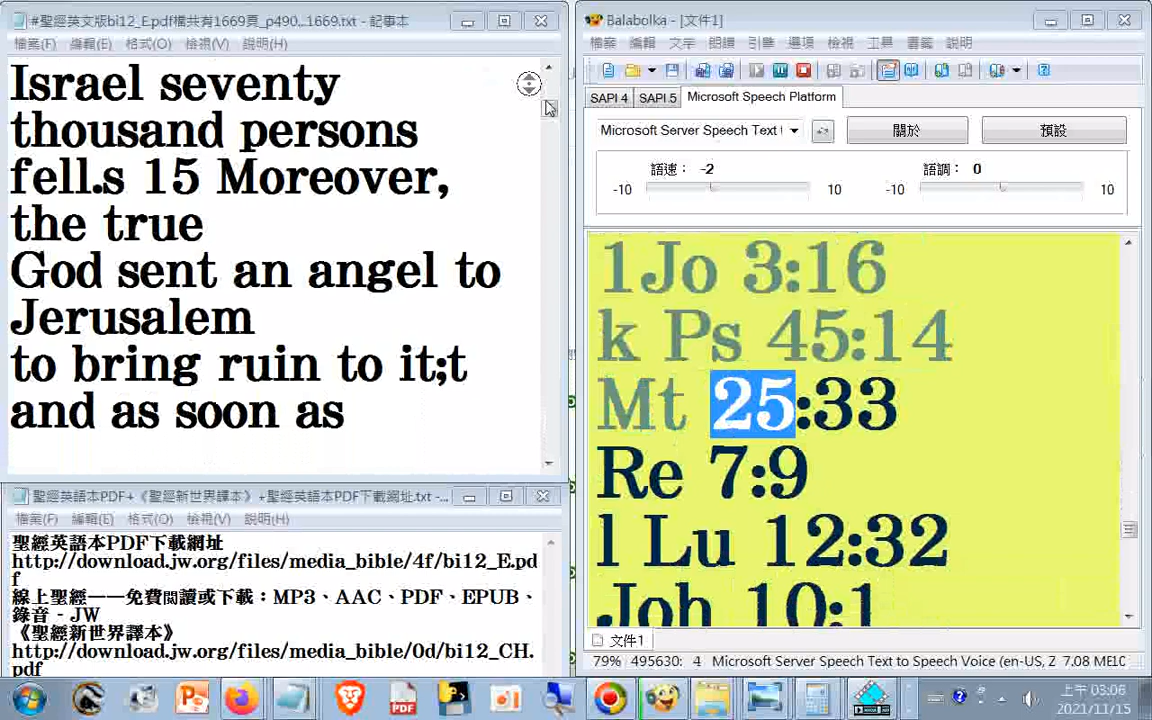 #聖經英文版bi12_E.pdf檔共有1669頁_p490,..1669.txt - 記事本
檔案(F) 編輯(E) 格式(O) 檢視(V) 說明(H)
Israel seventy
thousand persons
fell.s 15 Moreover,
the true
God sent an angel to
Jerusalem
to bring ruin to it;t
and as soon as
聖經英語本PDF+《聖經新世界譯本》+聖經英語本PDF下載網址.txt -...
檔案(F) 編輯(E) 格式(O) 檢視(V) 說明(H)
聖經英語本PDF下載網址
http://download.jw.org/files/media_bible/4f/bi12_E.pd
f
線上聖經——免費閱讀或下載：MP3、AAC、PDF、EPUB、
錄音 - JW
《聖經新世界譯本》
http://download.jw.org/files/media_bible/0d/bi12_CH.
pdf
Balabolka - [文件1]
檔案 編輯 文字 朗讀 引擎 選項 檢視 工具 書籤 說明
SAPI 4 SAPI 5 Microsoft Speech Platform
Microsoft Server Speech Text 關於 預設
語速： -2 語調： 0
-10 10 -10 10
1Jo 3:16
k Ps 45:14
Mt 25:33
Re 7:9
l Lu 12:32
Joh 10:1
文件1
79% 495630: 4 Microsoft Server Speech Text to Speech Voice (en-US, Z 7.08 МБ
上午 03:06
2021/11/15